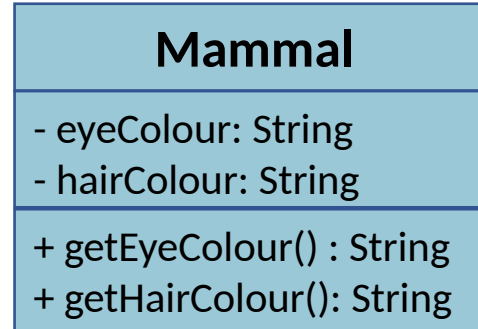 Mammal
- eyeColour: String
- hairColour: String
+ getEyeColour() : String
+ getHairColour(): String